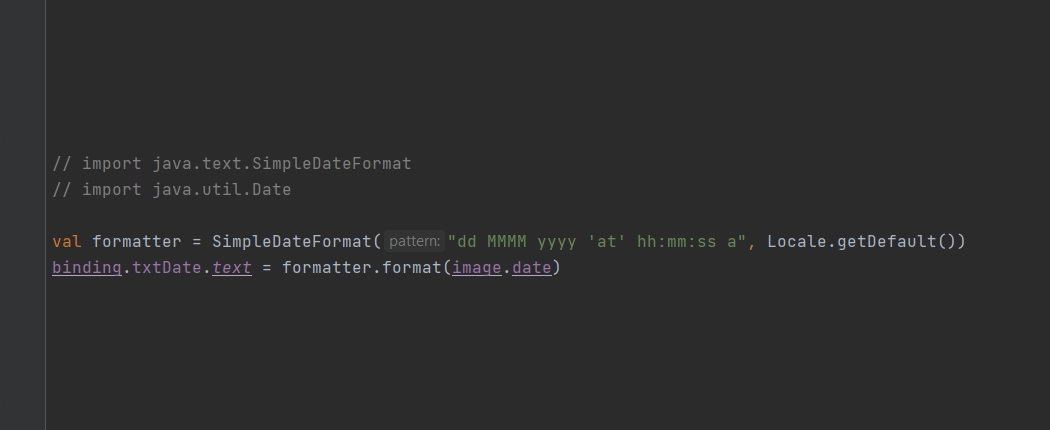 // import java.text.SimpleDateFormat
// import java.util.Date
val formatter = SimpleDateFormat( pattern: "dd MMMM yyyy 'at' hh:mm:ss a", Locale.getDefault())
binding.txtDate.text = formatter.format(image.date)